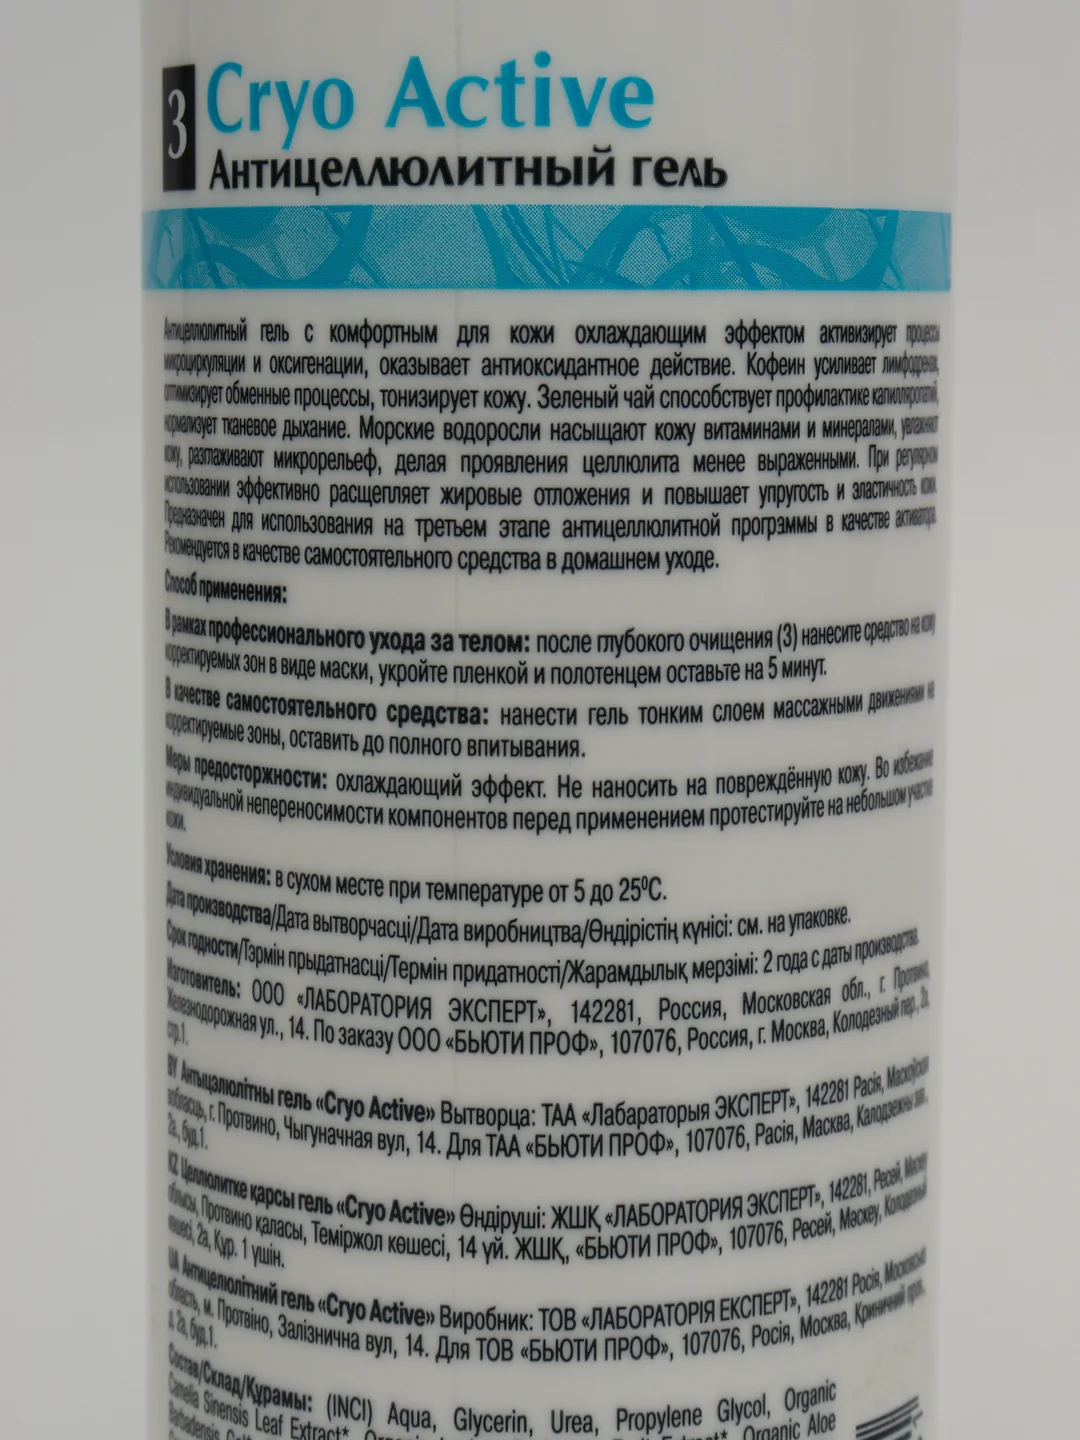 3 Cryo Active
Антицеллюлитный гель
Антицеллюлитный гель с комфортным для кожи охлаждающим эффектом активизирует процессы
микроциркуляции и оксигенации, оказывает антиоксидантное действие. Кофеин усиливает лимфодренаж,
оптимизирует обменные процессы, тонизирует кожу. Зеленый чай способствует профилактике капилляропатий,
нормализует тканевое дыхание. Морские водоросли насыщают кожу витаминами и минералами, увлажняют
кожу, разглаживают микрорельеф, делая проявления целлюлита менее выраженными. При регулярном
использовании эффективно расщепляет жировые отложения и повышает упругость и эластичность кожи.
Предназначен для использования на третьем этапе антицеллюлитной программы в качестве активатора.
Рекомендуется в качестве самостоятельного средства в домашнем уходе.
Способ применения:
В рамках профессионального ухода за телом: после глубокого очищения (3) нанесите средство на кожу
корректируемых зон в виде маски, укройте пленкой и полотенцем оставьте на 5 минут.
В качестве самостоятельного средства: нанести гель тонким слоем массажными движениями на
корректируемые зоны, оставить до полного впитывания.
Меры предосторжности: охлаждающий эффект. Не наносить на повреждённую кожу. Во избежание
индивидуальной непереносимости компонентов перед применением протестируйте на небольшом участке
кожи.
Условия хранения: в сухом месте при температуре от 5 до 25⁰С.
Дата производства/Дата вытворчасці/Дата виробництва/Өндірістің күнісі: см. на упаковке.
Срок годности/Тэрмін прыдатнасці/Термін придатності/Жарамдылық мерзімі: 2 года с даты производства.
Изготовитель: ООО «ЛАБОРАТОРИЯ ЭКСПЕРТ», 142281, Россия, Московская обл., г. Протвино,
Железнодорожная ул., 14. По заказу ООО «БЬЮТИ ПРОФ», 107076, Россия, г. Москва, Колодезный пер., 2а,
стр.1.
BY Антыцэлюлітны гель «Cryo Active» Вытворца: ТАА «Лабараторыя ЭКСПЕРТ», 142281 Расія, Маскоўская
вобласць, г. Протвино, Чыгуначная вул, 14. Для ТАА «БЬЮТИ ПРОФ», 107076, Расія, Масква, Калодзежны зав.,
2а, буд.1.
KZ Целлюлитке қарсы гель «Cryo Active» Өндіруші: ЖШҚ «ЛАБОРАТОРИЯ ЭКСПЕРТ», 142281, Ресей, Мәскеу
облысы, Протвино қаласы, Теміржол көшесі, 14 үй. ЖШҚ, «БЬЮТИ ПРОФ», 107076, Ресей, Мәскеу, Колодезный
көшесі, 2а, Құр. 1 үшін.
UA Антицелюлітний гель «Cryo Active» Виробник: ТОВ «ЛАБОРАТОРІЯ ЕКСПЕРТ», 142281 Росія, Московська
область, м. Протвіно, Залізнична вул, 14. Для ТОВ «БЬЮТИ ПРОФ», 107076, Росія, Москва, Криничний пров.,
д. 2а, буд.1.
Состав/Склад/Құрамы: (INCI) Aqua, Glycerin, Urea, Propylene Glycol, Organic
Camelia Sinensis Leaf Extract*, Organic Aloe
Barbadensis